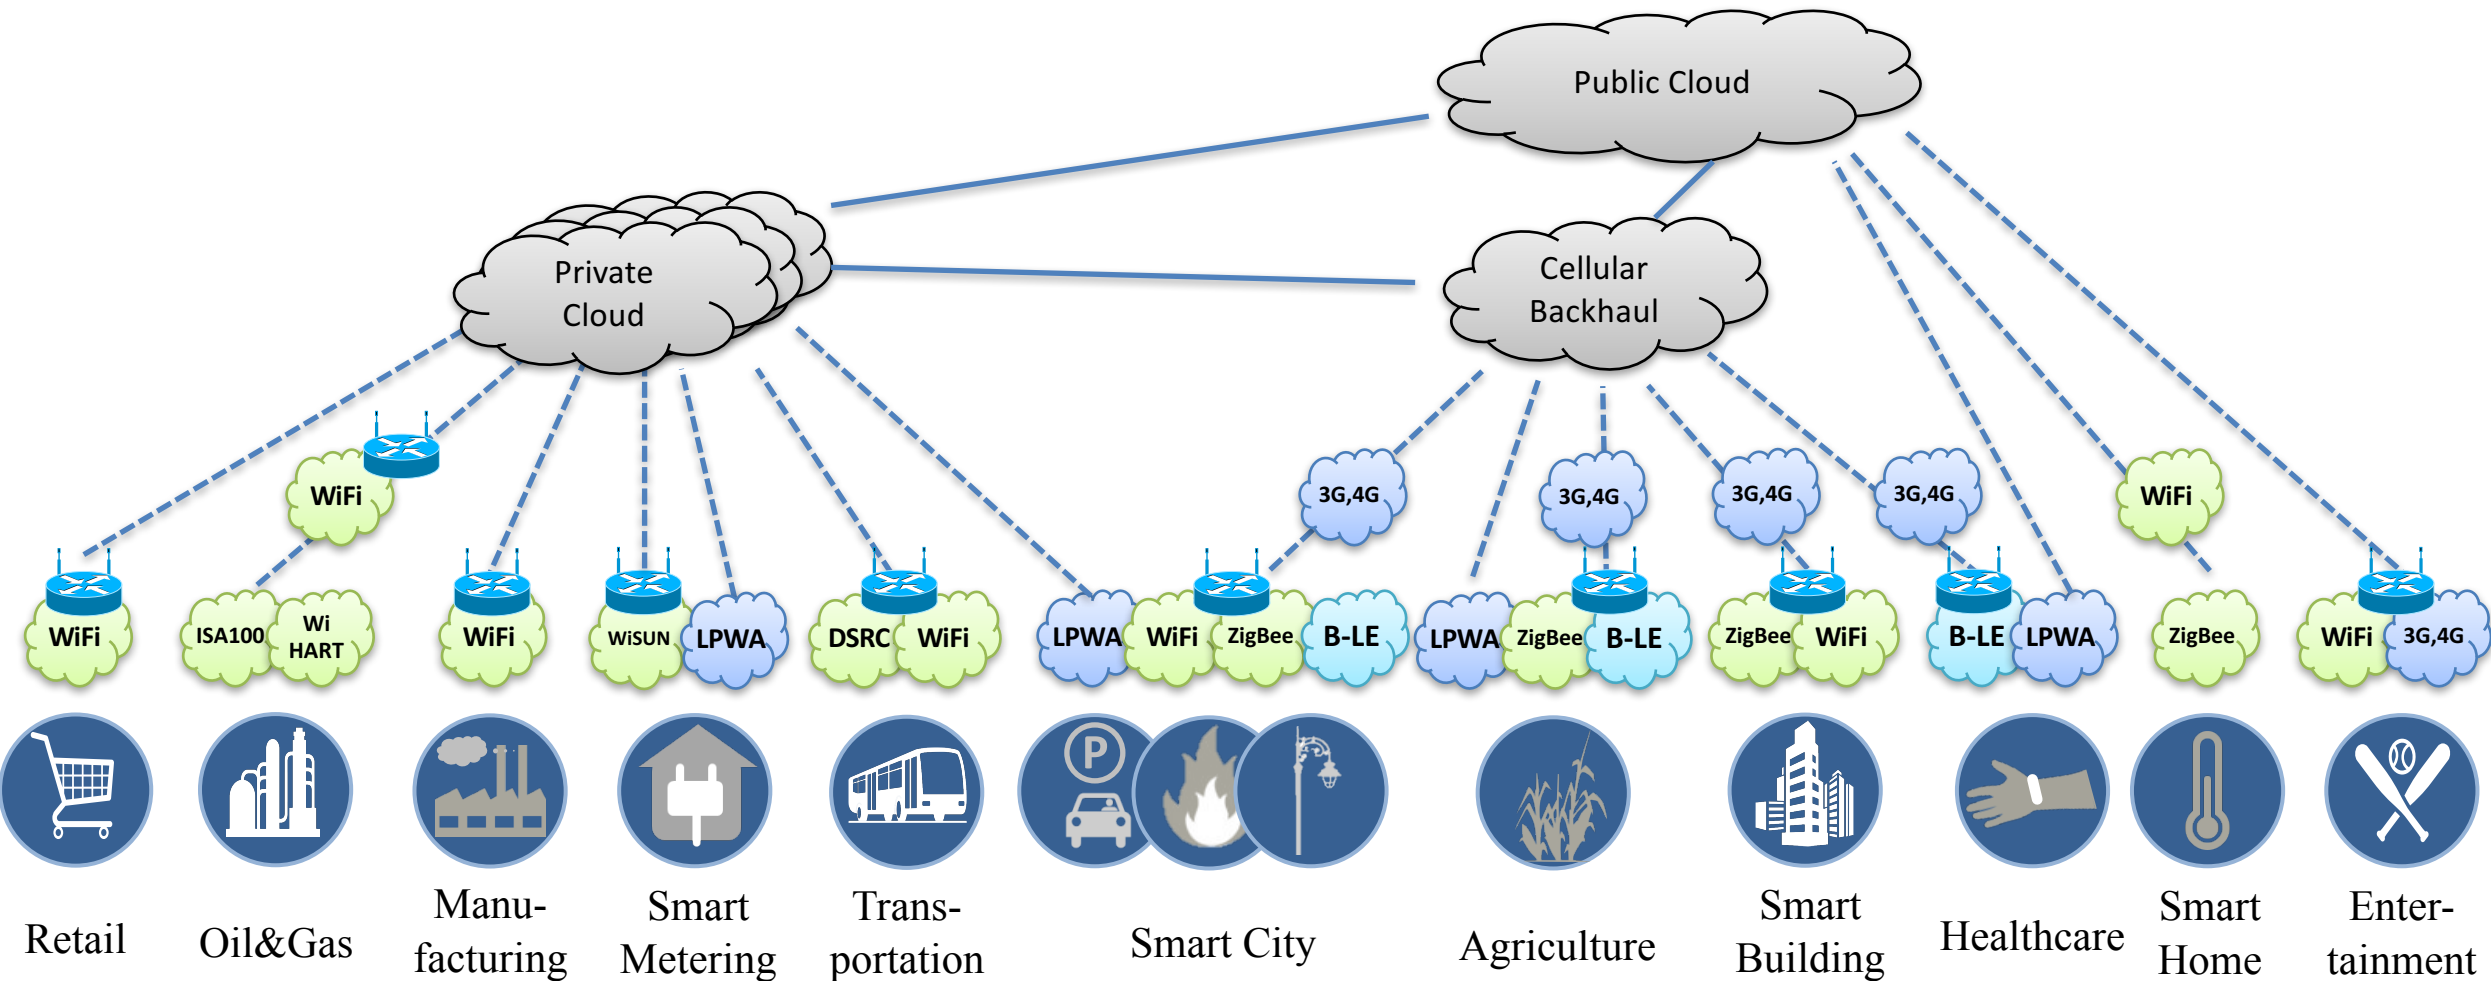 Public Cloud
Private
Cloud
Cellular
Backhaul
WiFi
3G,4G
3G,4G
3G,4G
3G,4G
WiFi
WiFi
ISA100
Wi
HART
WiFi
WiSUN
LPWA
DSRC
WiFi
LPWA
WiFi
ZigBee
B-LE
LPWA
ZigBee
B-LE
ZigBee
WiFi
B-LE
LPWA
ZigBee
WiFi
3G,4G
P
Retail
Oil&Gas
Manu-
facturing
Smart
Metering
Trans-
portation
Smart City
Agriculture
Smart
Building
Healthcare
Smart
Home
Enter-
tainment